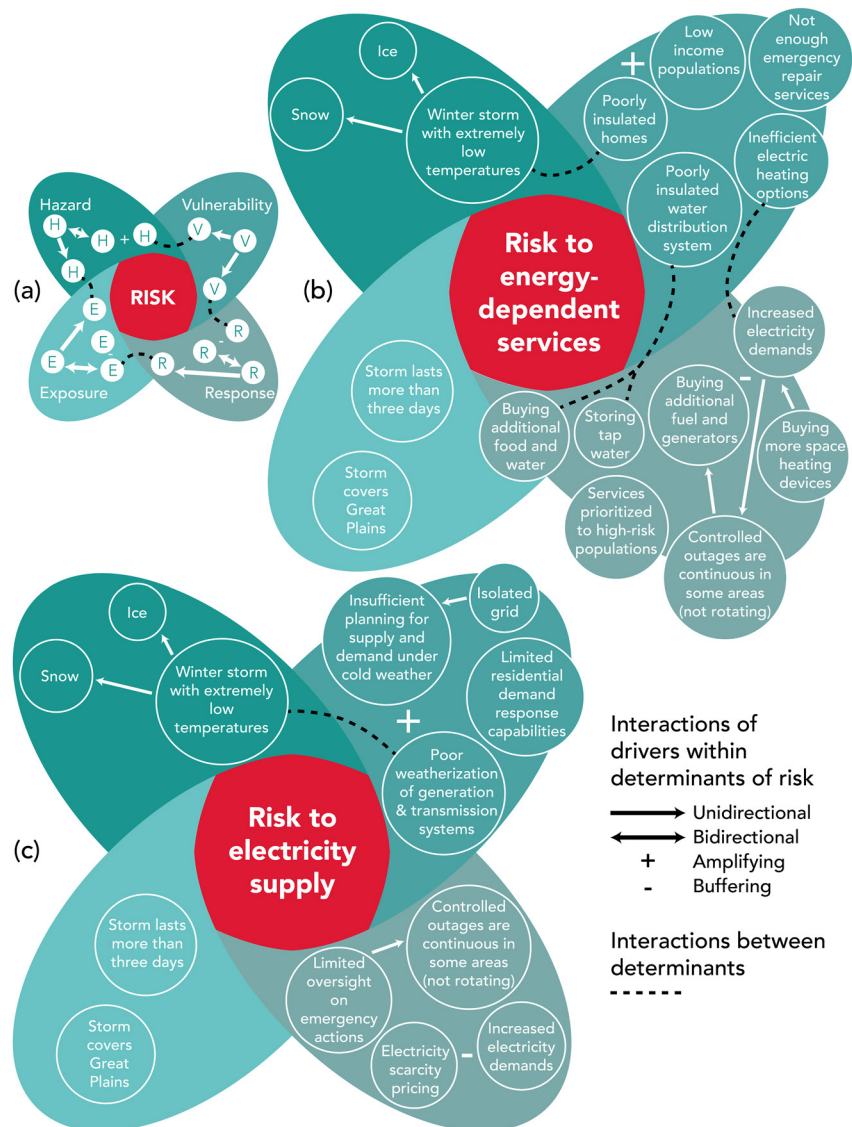 (a)
Hazard
Vulnerability
H
H
+
H
V
V
H
V
RISK
E
E
R
R
-
E
-
E
R
R
Exposure
Response
(b)
Ice
Snow
Winter storm
with extremely
low
temperatures
+
Low
income
populations
Not
enough
emergency
repair
services
Poorly
insulated
homes
Poorly
insulated
water
distribution
system
Inefficient
electric
heating
options
Risk to
energy-
dependent
services
Storm lasts
more than
three days
Storm
covers
Great
Plains
Increased
electricity
demands
-
Buying
additional
fuel and
generators
Buying
additional
food and
water
Storing
tap
water
Buying
more space
heating
devices
Services
prioritized
to high-risk
populations
Controlled
outages are
continuous in
some areas
(not rotating)
(c)
Ice
Snow
Winter storm
with extremely
low
temperatures
Insufficient
planning for
supply and
demand under
cold weather
Isolated
grid
Limited
residential
demand
response
capabilities
+
Poor
weatherization
of generation
& transmission
systems
Risk to
electricity
supply
Storm lasts
more than
three days
Storm
covers
Great
Plains
Controlled
outages are
continuous in
some areas
(not rotating)
Limited
oversight on
emergency
actions
Electricity
scarcity
pricing
-
Increased
electricity
demands
Interactions of
drivers within
determinants of risk
Unidirectional
Bidirectional
+ Amplifying
- Buffering
Interactions between
determinants